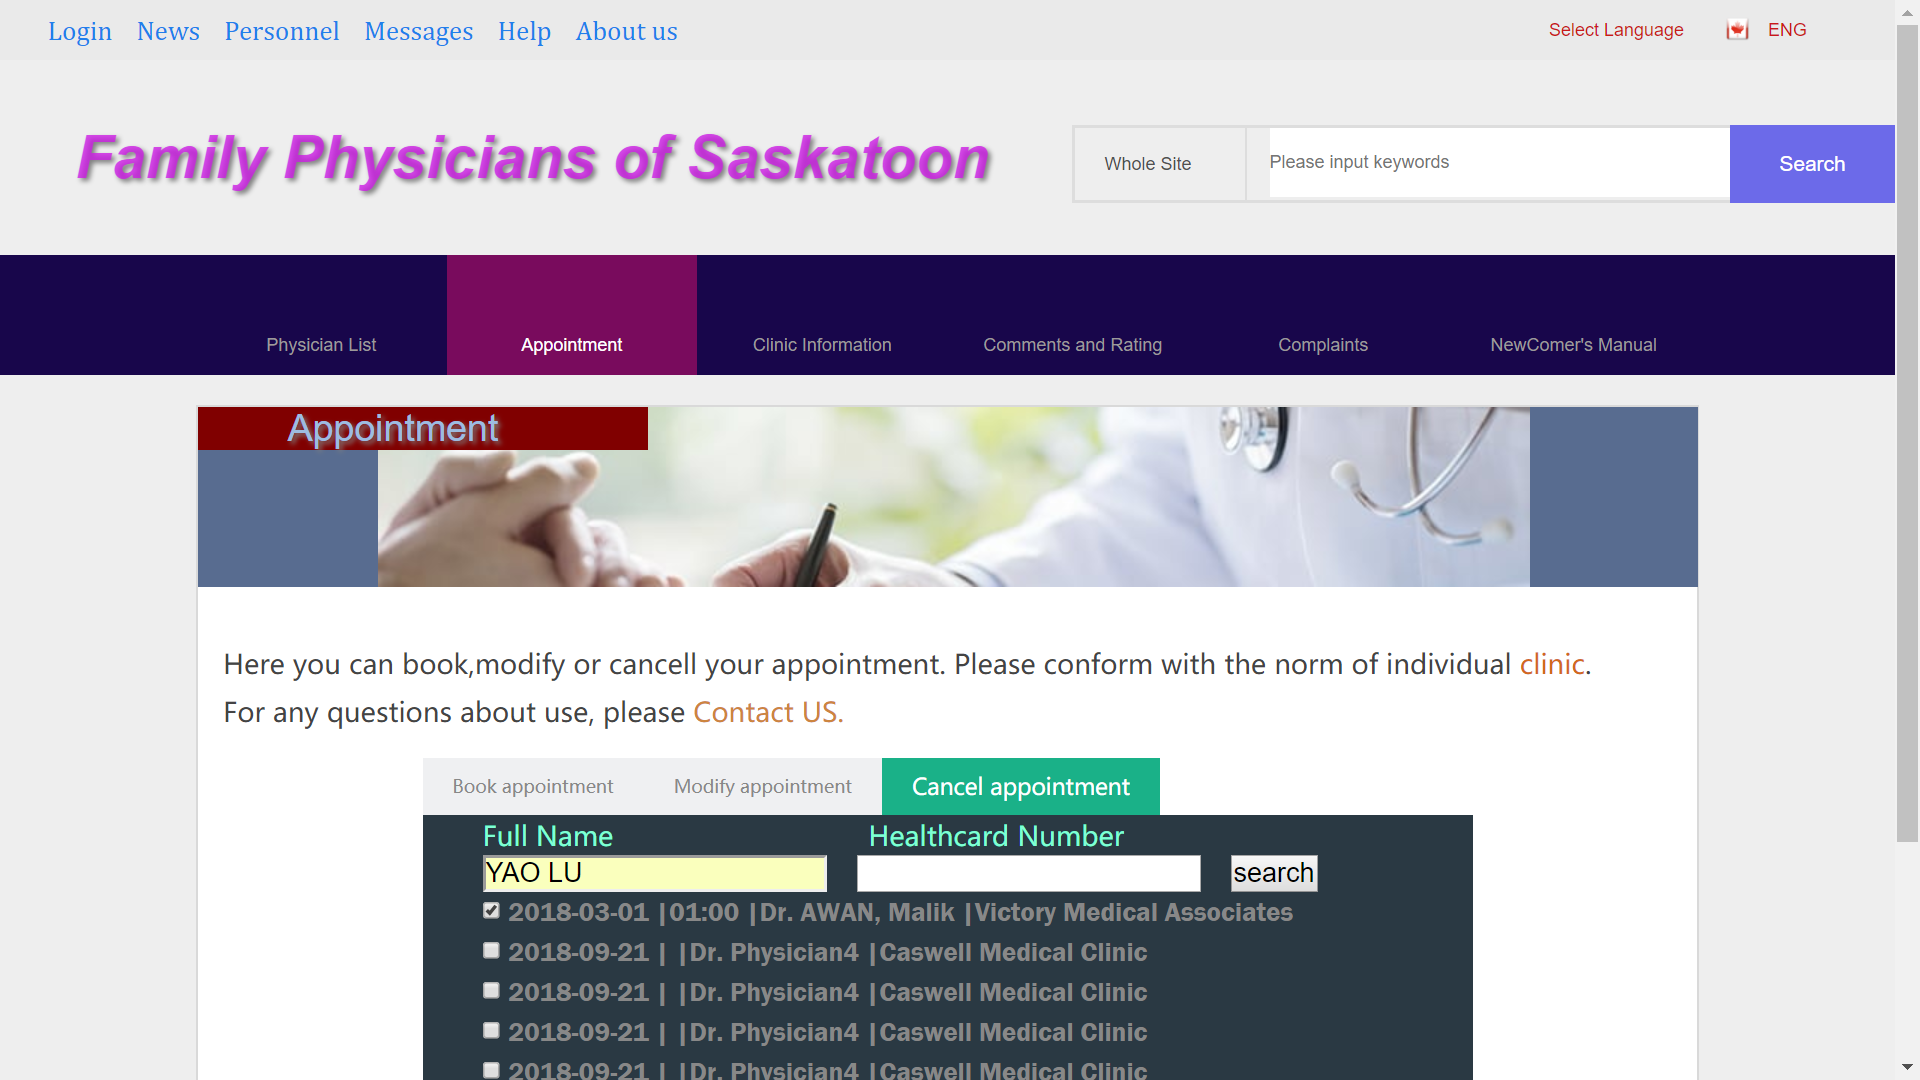 Login News Personnel Messages Help About us
Select Language ENG
Family Physicians of Saskatoon
Whole Site Please input keywords Search
Physician List Appointment Clinic Information Comments and Rating Complaints NewComer's Manual
Appointment
Here you can book,modify or cancell your appointment. Please conform with the norm of individual clinic.
For any questions about use, please Contact US.
Book appointment Modify appointment Cancel appointment
Full Name Healthcard Number
YAO LU search
2018-03-01 |01:00 |Dr. AWAN, Malik |Victory Medical Associates
2018-09-21 | |Dr. Physician4 |Caswell Medical Clinic
2018-09-21 | |Dr. Physician4 |Caswell Medical Clinic
2018-09-21 | |Dr. Physician4 |Caswell Medical Clinic
2018-09-21 | |Dr. Physician4 |Caswell Medical Clinic